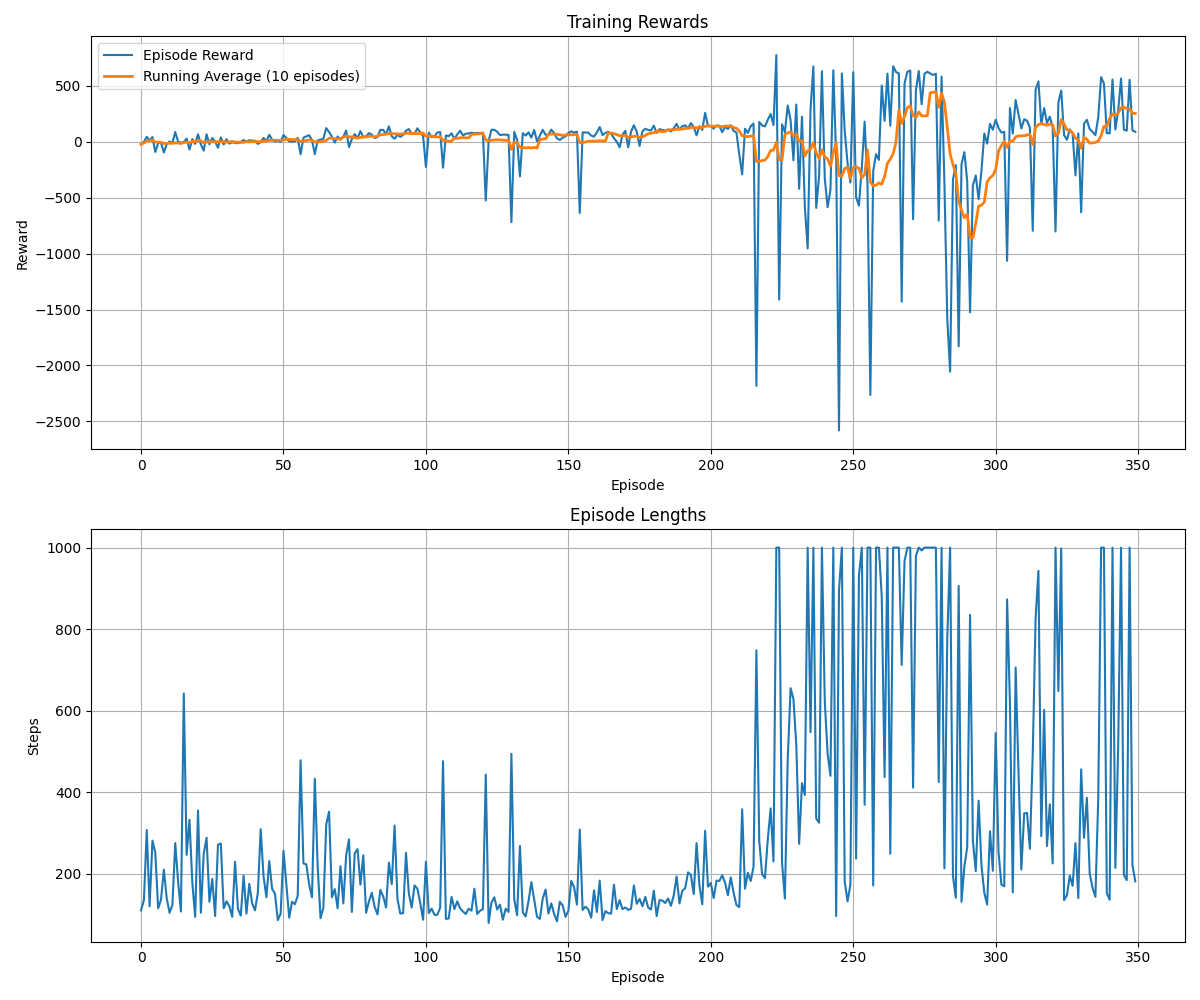 Training Rewards
Episode Reward
Running Average (10 episodes)
500
0
−500
−1000
−1500
−2000
−2500
Reward
0 50 100 150 200 250 300 350
Episode
Episode Lengths
1000
800
600
400
200
Steps
0 50 100 150 200 250 300 350
Episode